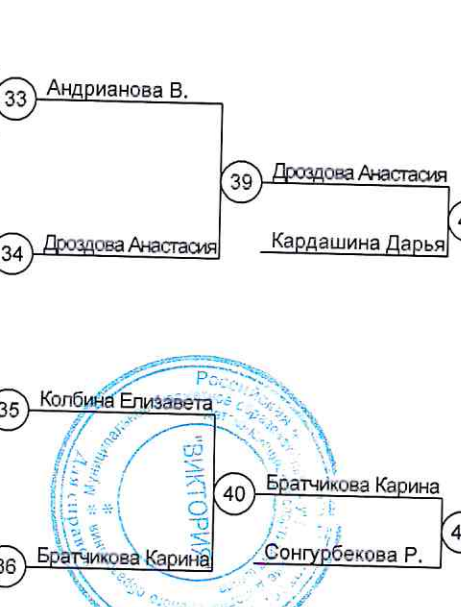 33 Андрианова В.
39 Дроздова Анастасия
34 Дроздова Анастасия
Кардашина Дарья
35 Колбина Елизавета
40 Братчикова Карина
36 Братчикова Карина
Сонгурбекова Р.
"ВИКТОРИЯ